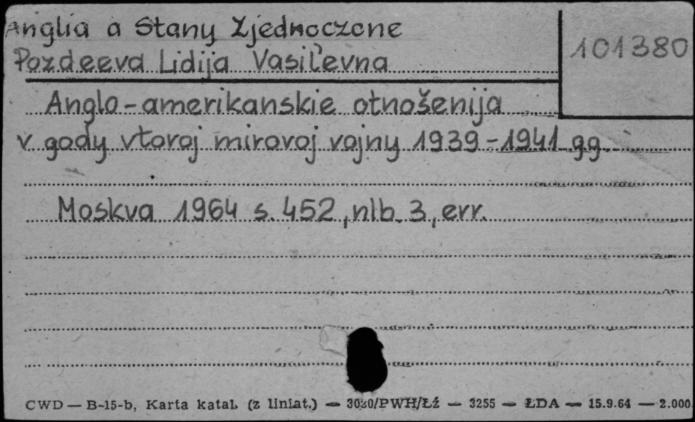 Anglia a Stany Zjednoczone
101380
Pozdeeva Lidija Vasil'evna
Anglo-amerikanskie otnošenija
v gody vtoroj mirovoj vojny 1939-1941 gg.
Moskva 1964 s. 452, nlb. 3, err.
CWD — B-15-b, Karta katal. (z liniat.) — 3020/PWH/Łź — 3255 — ŁDA — 15.9.64 — 2.000